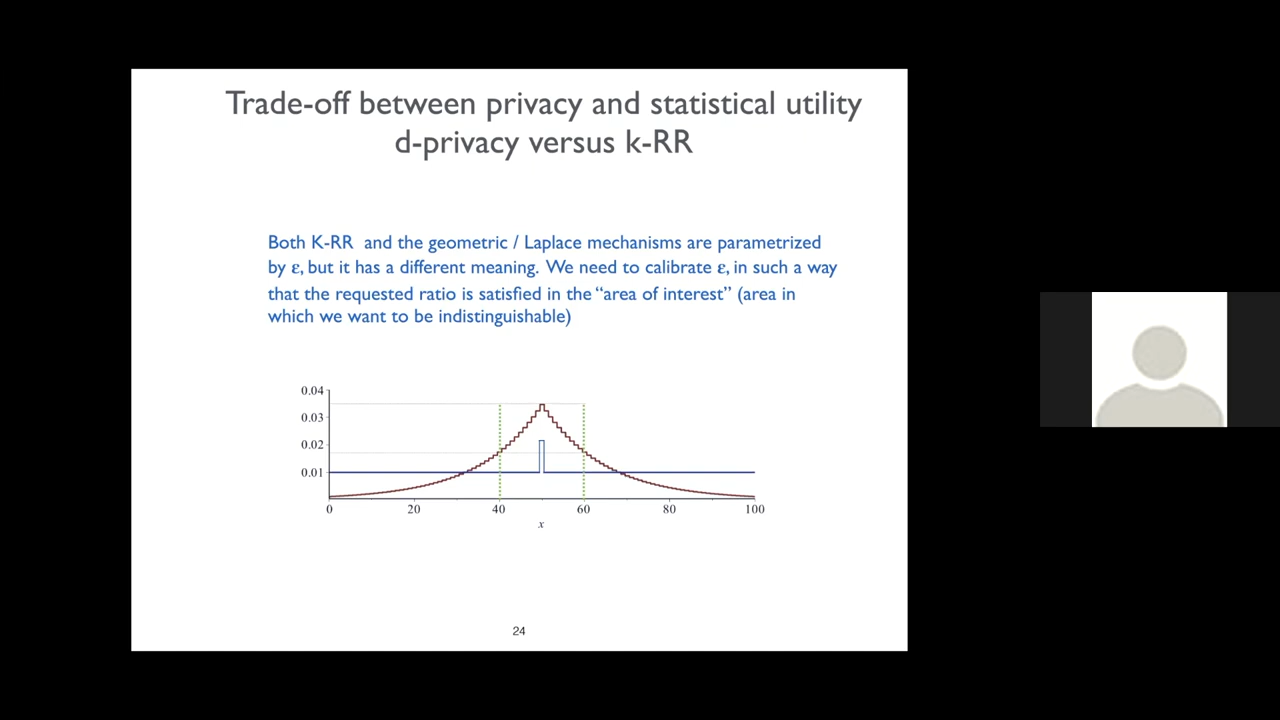 Trade-off between privacy and statistical utility
d-privacy versus k-RR
Both K-RR and the geometric / Laplace mechanisms are parametrized
by ε, but it has a different meaning. We need to calibrate ε, in such a way
that the requested ratio is satisfied in the “area of interest” (area in
which we want to be indistinguishable)
0.04
0.03
0.02
0.01
0 20 40 60 80 100
x
24